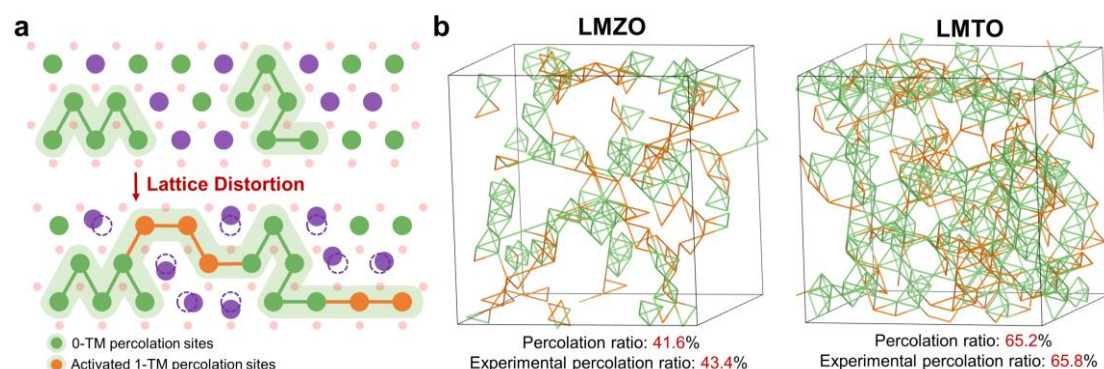 a
Lattice Distortion
0-TM percolation sites
Activated 1-TM percolation sites
b
LMZO
Percolation ratio: 41.6%
Experimental percolation ratio: 43.4%
LMTO
Percolation ratio: 65.2%
Experimental percolation ratio: 65.8%